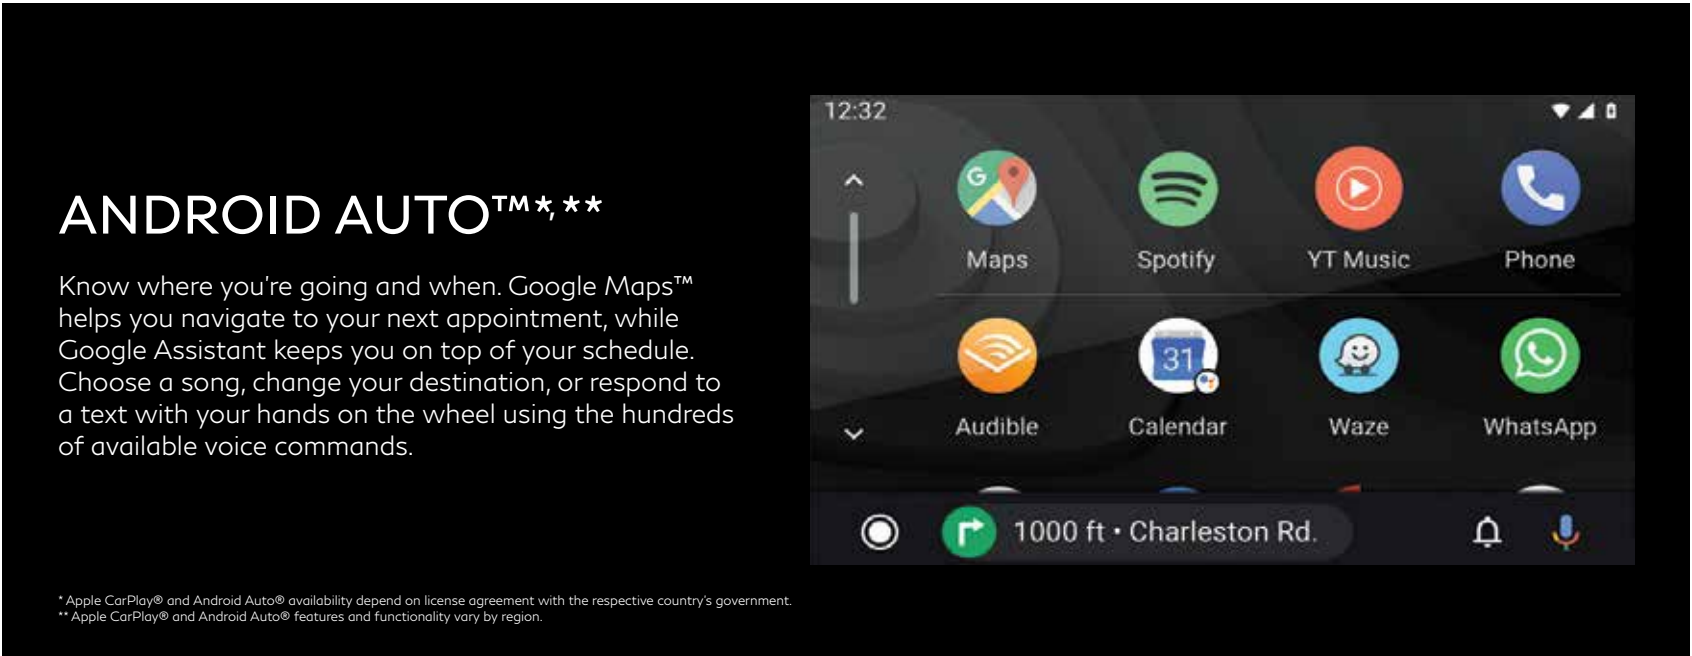 ANDROID AUTO™*,**
Know where you're going and when. Google Maps™
helps you navigate to your next appointment, while
Google Assistant keeps you on top of your schedule.
Choose a song, change your destination, or respond to
a text with your hands on the wheel using the hundreds
of available voice commands.
* Apple CarPlay® and Android Auto® availability depend on license agreement with the respective country's government.
** Apple CarPlay® and Android Auto® features and functionality vary by region.
12:32
G
Maps Spotify YT Music Phone
31
Audible Calendar Waze WhatsApp
1000 ft • Charleston Rd.